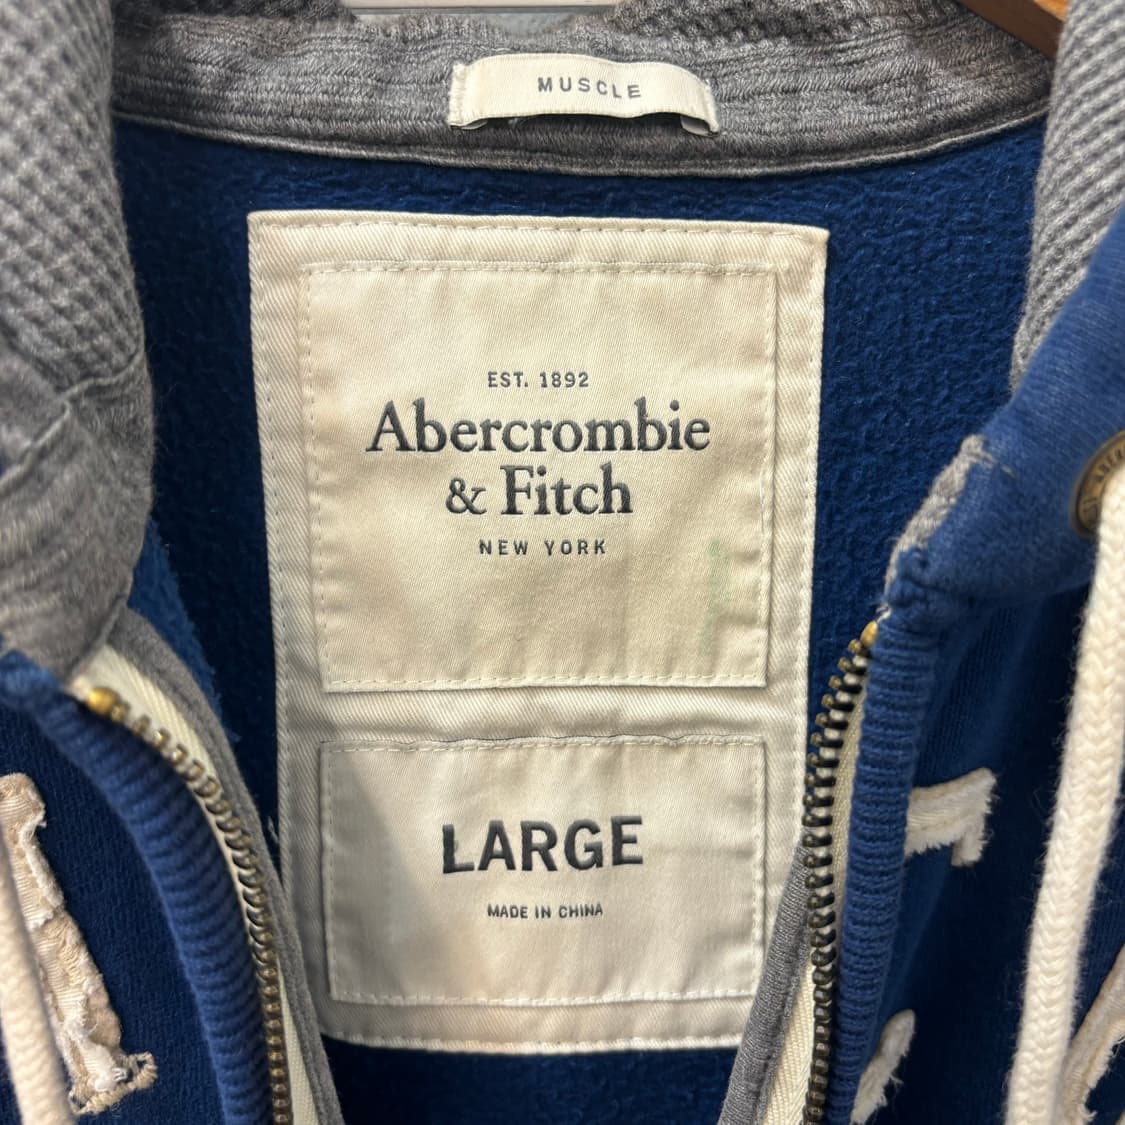 MUSCLE
EST. 1892
Abercrombie
& Fitch
NEW YORK
LARGE
MADE IN CHINA